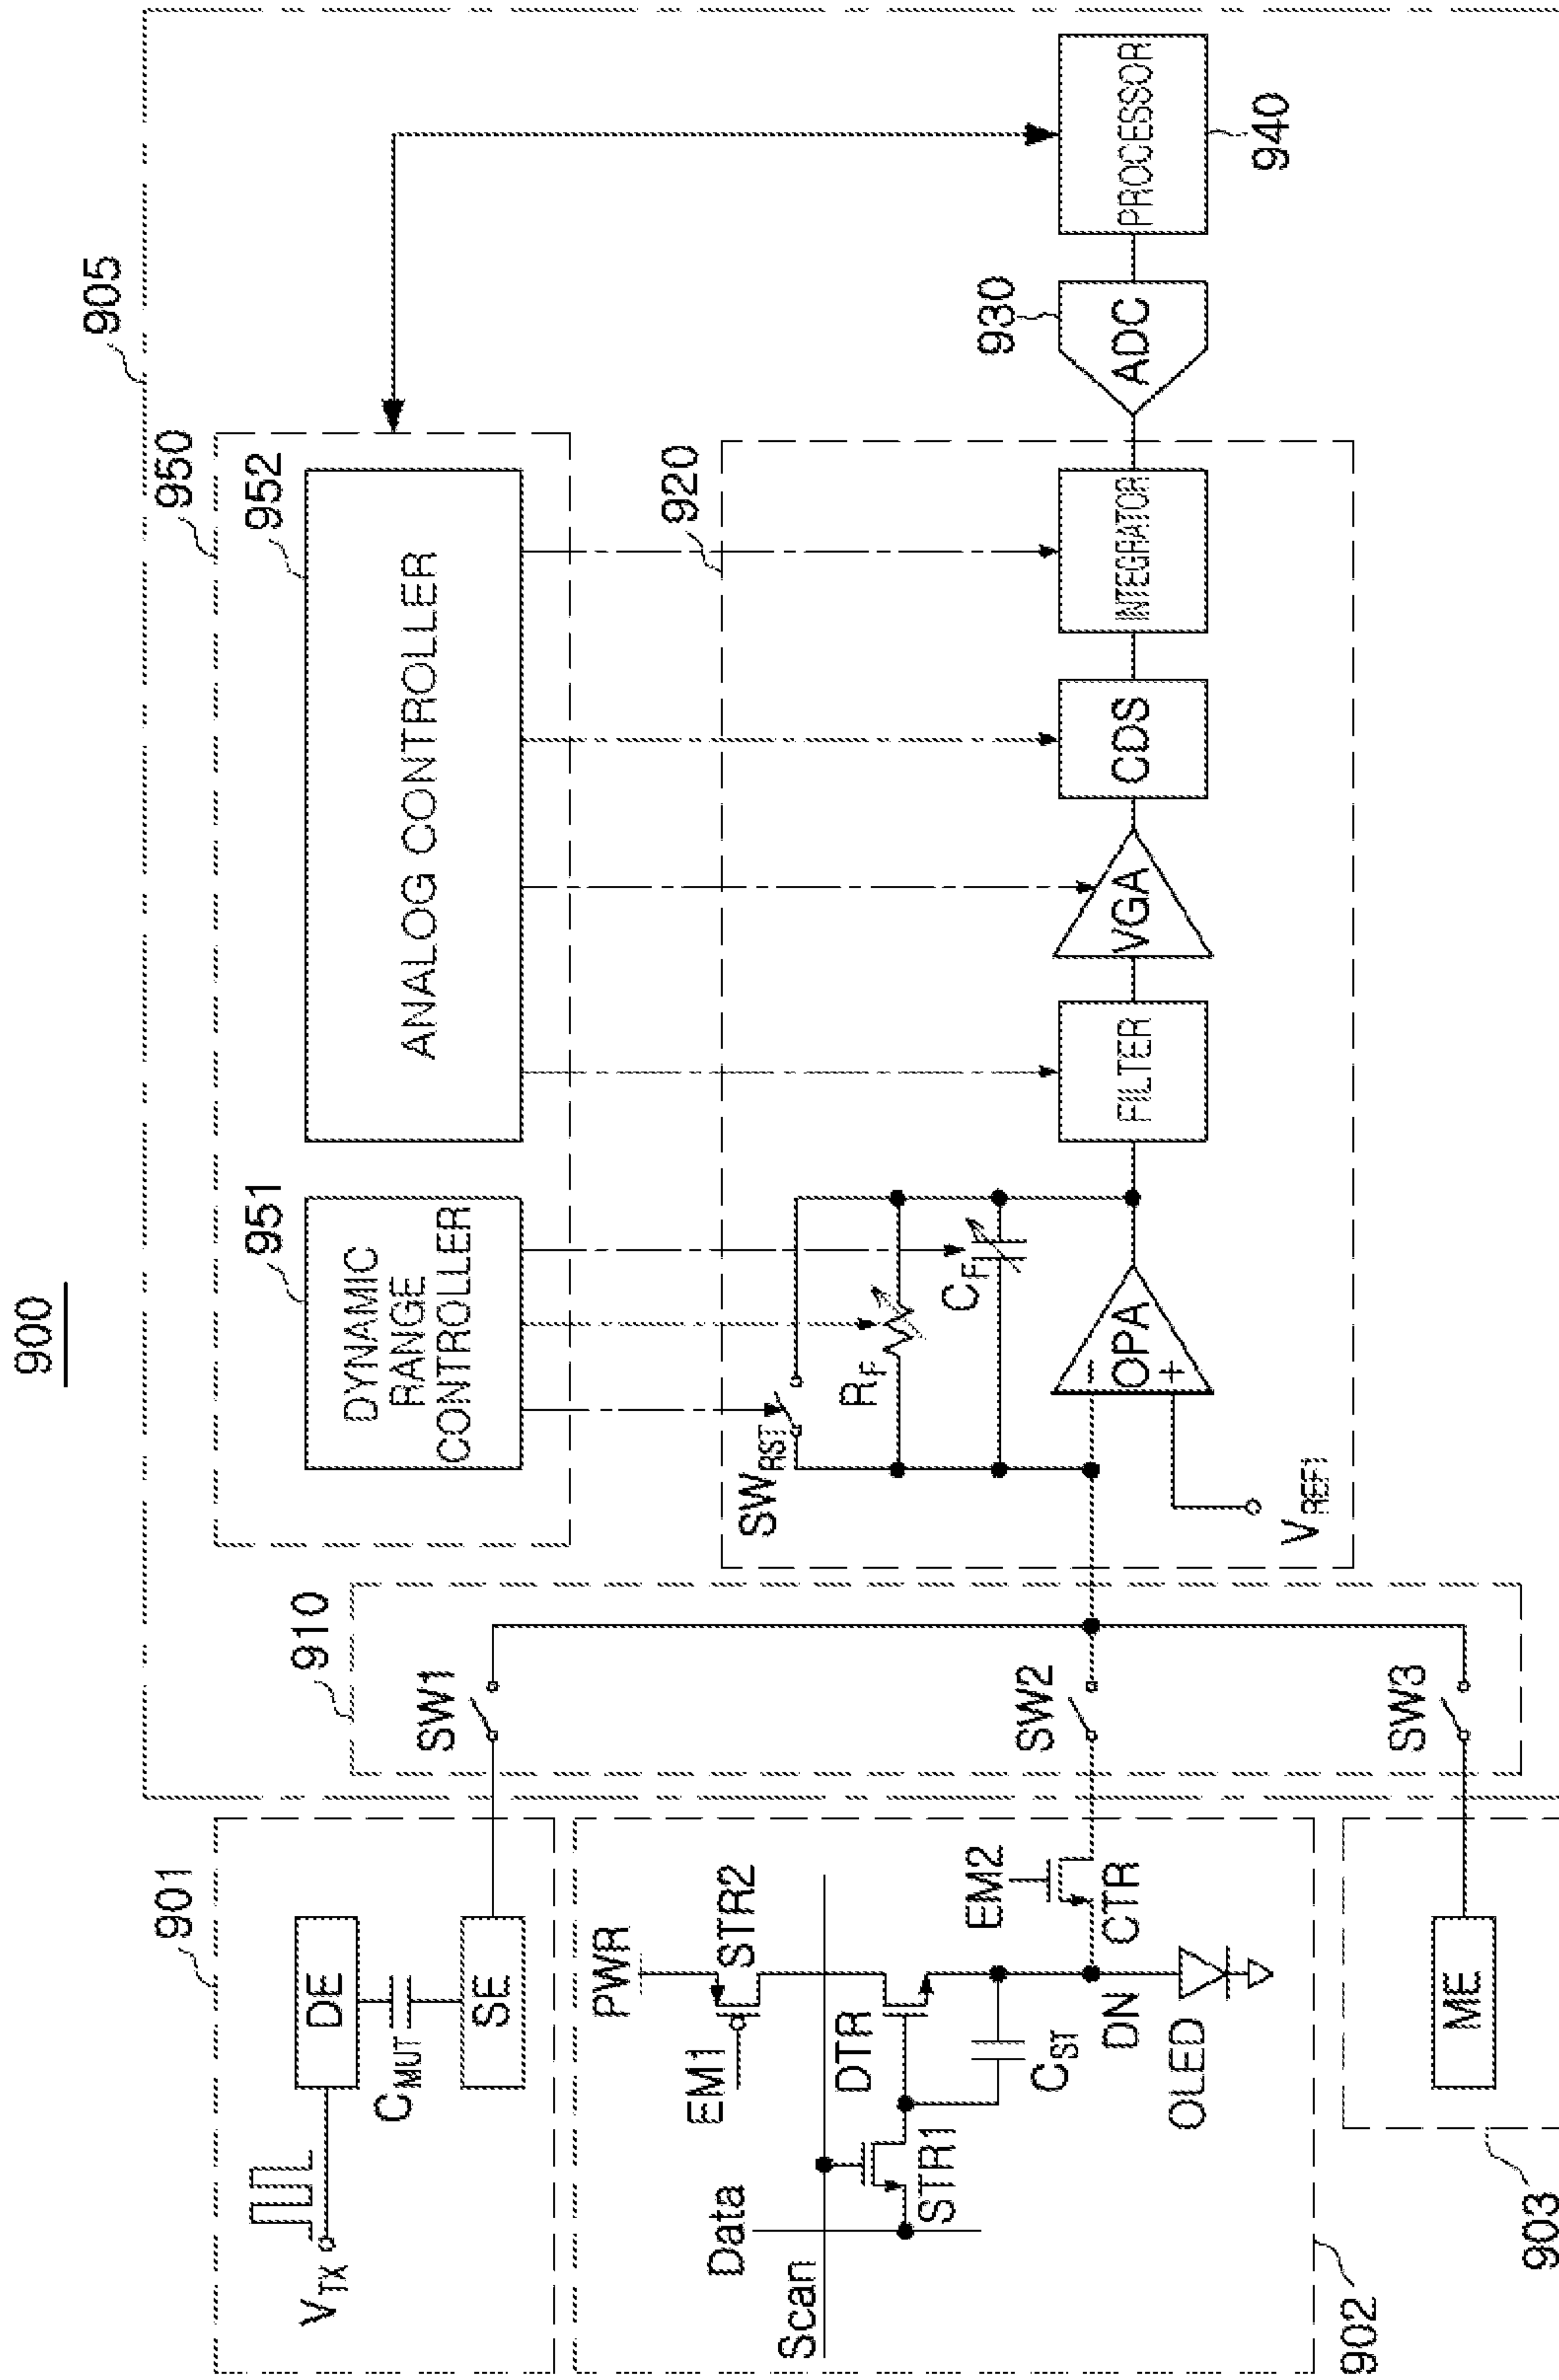 900
905
950
951
DYNAMIC
RANGE
CONTROLLER
952
ANALOG CONTROLLER
920
SW_RST
R_F
C_F
OPA
−
+
V_REF1
FILTER
VGA
CDS
INTEGRATOR
930
ADC
PROCESSOR
940
910
SW1
SW2
SW3
901
V_TX
DE
C_MUT
SE
PWR
EM1
STR2
Data
Scan
STR1
DTR
C_ST
EM2
CTR
DN
OLED
902
ME
903